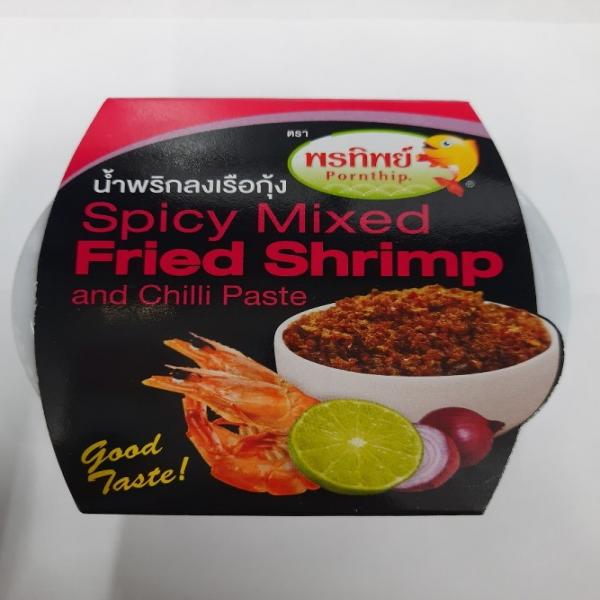 ตรา
พรทิพย์
Pornthip.
®
น้ำพริกลงเรือกุ้ง
Spicy Mixed
Fried Shrimp
and Chilli Paste
Good
Taste!